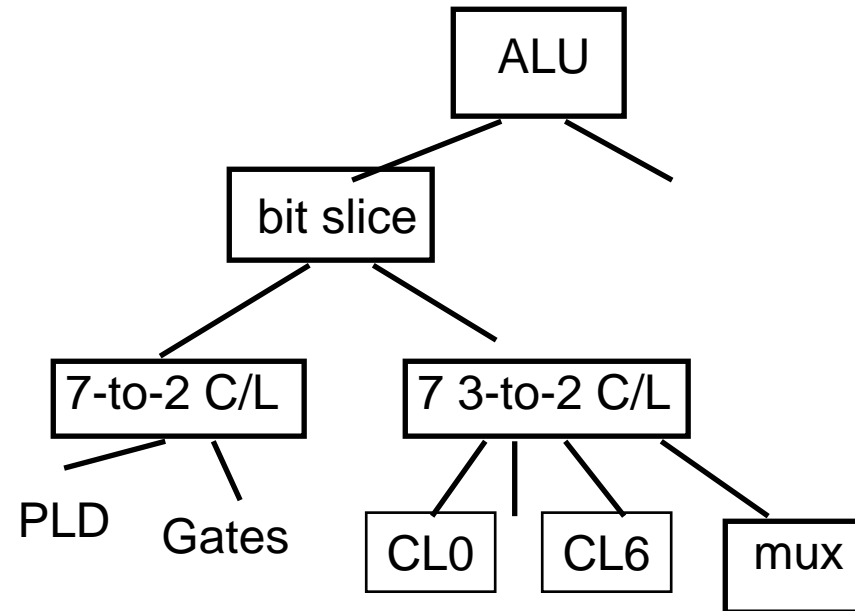 ALU
bit slice
7-to-2 C/L
7 3-to-2 C/L
PLD
Gates
CL0
CL6
mux